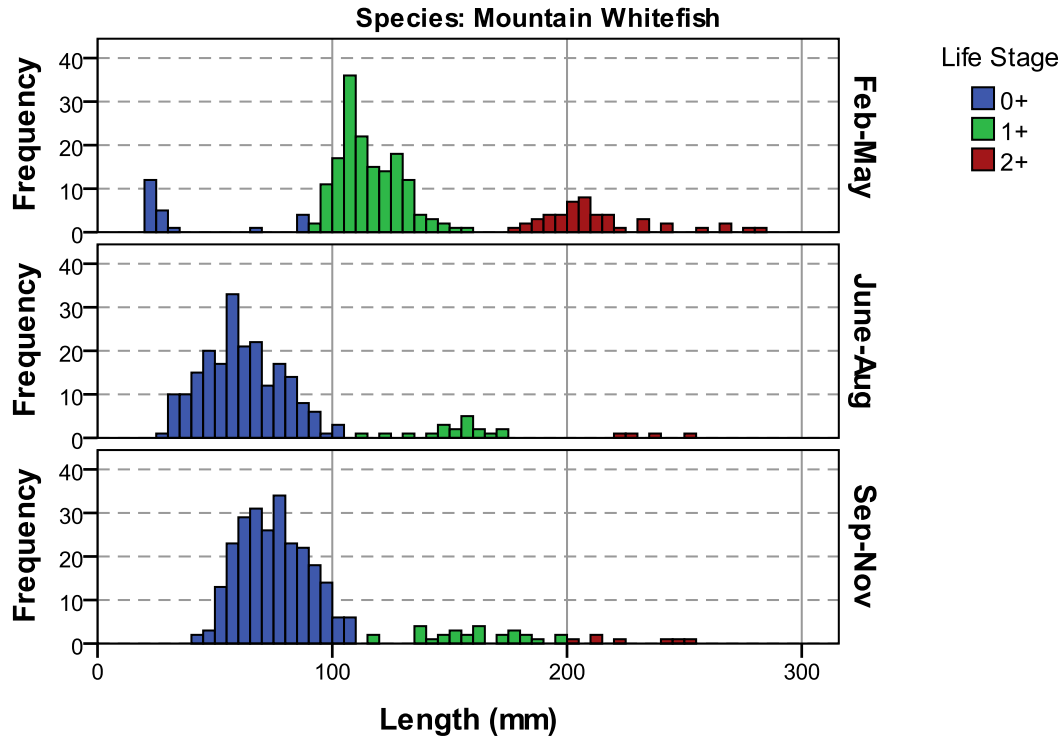 Species: Mountain Whitefish
Life Stage
0+
1+
2+
Frequency
40
30
20
10
0
Feb-May
Frequency
40
30
20
10
0
June-Aug
Frequency
40
30
20
10
0
Sep-Nov
0 100 200 300
Length (mm)